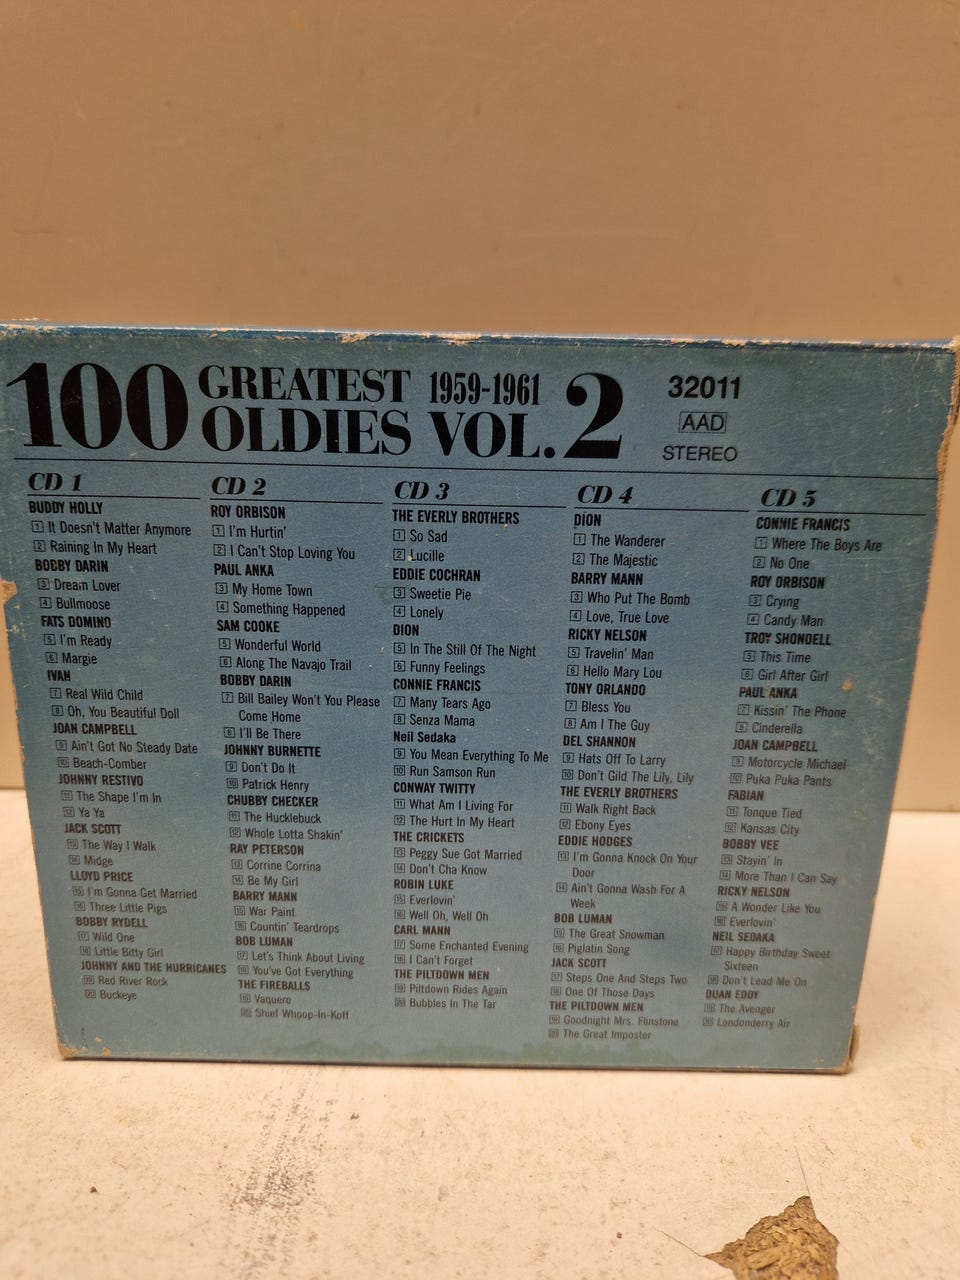 100 GREATEST OLDIES 1959-1961 VOL. 2
32011
AAD
STEREO
CD 1
BUDDY HOLLY
1 It Doesn't Matter Anymore
2 Raining In My Heart
BOBBY DARIN
3 Dream Lover
4 Bullmoose
FATS DOMINO
5 I'm Ready
6 Margie
IVAN
7 Real Wild Child
8 Oh, You Beautiful Doll
JOAN CAMPBELL
9 Ain't Got No Steady Date
10 Beach-Comber
JOHNNY RESTIVO
11 The Shape I'm In
12 Ya Ya
JACK SCOTT
13 The Way I Walk
14 Midge
LLOYD PRICE
15 I'm Gonna Get Married
16 Three Little Pigs
BOBBY RYDELL
17 Wild One
18 Little Bitty Girl
JOHNNY AND THE HURRICANES
19 Red River Rock
20 Buckeye
CD 2
ROY ORBISON
1 I'm Hurtin'
2 I Can't Stop Loving You
PAUL ANKA
3 My Home Town
4 Something Happened
SAM COOKE
5 Wonderful World
6 Along The Navajo Trail
BOBBY DARIN
7 Bill Bailey Won't You Please
Come Home
8 I'll Be There
JOHNNY BURNETTE
9 Don't Do It
10 Patrick Henry
CHUBBY CHECKER
11 The Hucklebuck
12 Whole Lotta Shakin'
RAY PETERSON
13 Corrine Corrina
14 Be My Girl
BARRY MANN
15 War Paint
16 Countin' Teardrops
BOB LUMAN
17 Let's Think About Living
18 You've Got Everything
THE FIREBALLS
19 Vaquero
20 Shief Whoop-In-Koff
CD 3
THE EVERLY BROTHERS
1 So Sad
2 Lucille
EDDIE COCHRAN
3 Sweetie Pie
4 Lonely
DION
5 In The Still Of The Night
6 Funny Feelings
CONNIE FRANCIS
7 Many Tears Ago
8 Senza Mama
Neil Sedaka
9 You Mean Everything To Me
10 Run Samson Run
CONWAY TWITTY
11 What Am I Living For
12 The Hurt In My Heart
THE CRICKETS
13 Peggy Sue Got Married
14 Don't Cha Know
ROBIN LUKE
15 Everlovin'
16 Well Oh, Well Oh
CARL MANN
17 Some Enchanted Evening
18 I Can't Forget
THE PILTDOWN MEN
19 Piltdown Rides Again
20 Bubbles In The Tar
CD 4
DION
1 The Wanderer
2 The Majestic
BARRY MANN
3 Who Put The Bomb
4 Love, True Love
RICKY NELSON
5 Travelin' Man
6 Hello Mary Lou
TONY ORLANDO
7 Bless You
8 Am I The Guy
DEL SHANNON
9 Hats Off To Larry
10 Don't Gild The Lily, Lily
THE EVERLY BROTHERS
11 Walk Right Back
12 Ebony Eyes
EDDIE HODGES
13 I'm Gonna Knock On Your
Door
14 Ain't Gonna Wash For A
Week
BOB LUMAN
15 The Great Snowman
16 Piglatin Song
JACK SCOTT
17 Steps One And Steps Two
18 One Of Those Days
THE PILTDOWN MEN
19 Goodnight Mrs. Flinstone
20 The Great Imposter
CD 5
CONNIE FRANCIS
1 Where The Boys Are
2 No One
ROY ORBISON
3 Crying
4 Candy Man
TROY SHONDELL
5 This Time
6 Girl After Girl
PAUL ANKA
7 Kissin' The Phone
8 Cinderella
JOAN CAMPBELL
9 Motorcycle Michael
10 Puka Puka Pants
FABIAN
11 Tongue Tied
12 Kansas City
BOBBY VEE
13 Stayin' In
14 More Than I Can Say
RICKY NELSON
15 A Wonder Like You
16 Everlovin'
NEIL SEDAKA
17 Happy Birthday Sweet
Sixteen
18 Don't Lead Me On
DUAN EDDY
19 The Avenger
20 Londonderry Air